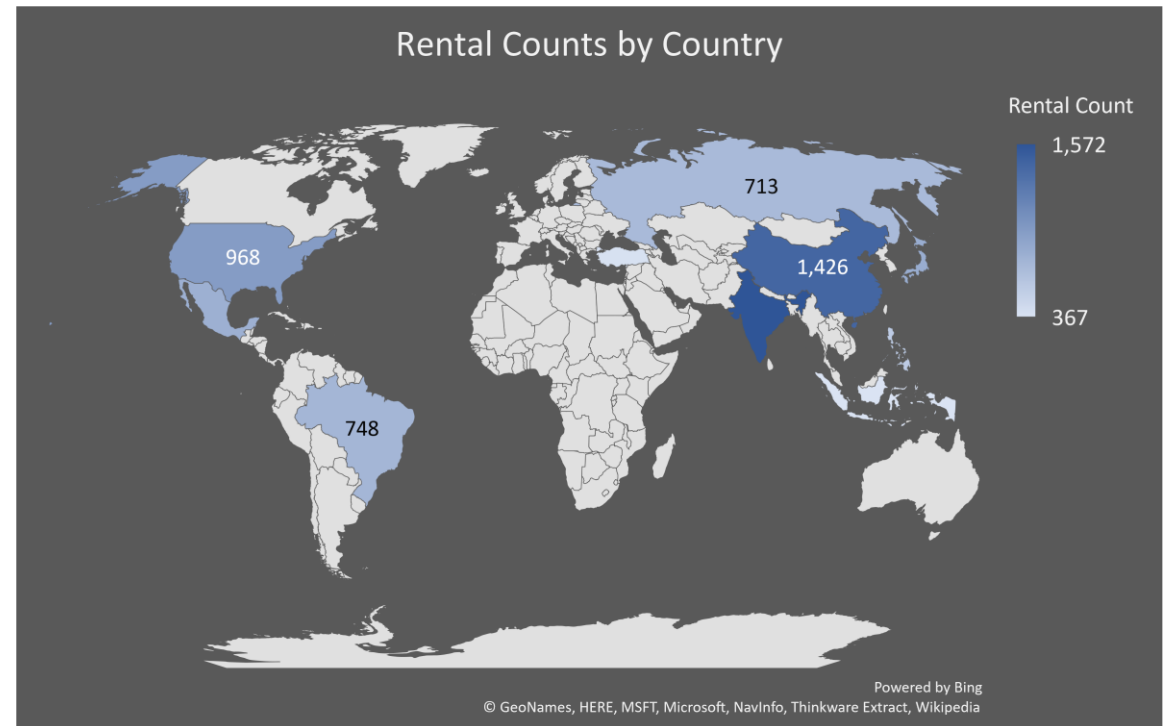 Rental Counts by Country
Rental Count
1,572
367
713
968
1,426
748
Powered by Bing
© GeoNames, HERE, MSFT, Microsoft, NavInfo, Thinkware Extract, Wikipedia